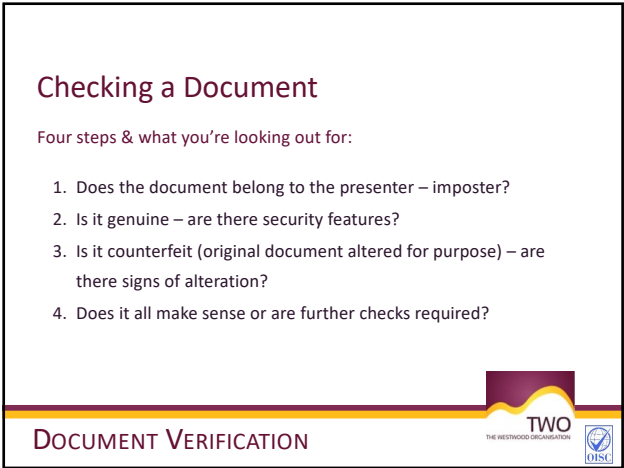 Checking a Document
Four steps & what you're looking out for:
1. Does the document belong to the presenter – imposter?
2. Is it genuine – are there security features?
3. Is it counterfeit (original document altered for purpose) – are
there signs of alteration?
4. Does it all make sense or are further checks required?
TWO
THE WESTWOOD ORGANISATION
DOCUMENT VERIFICATION
OISC